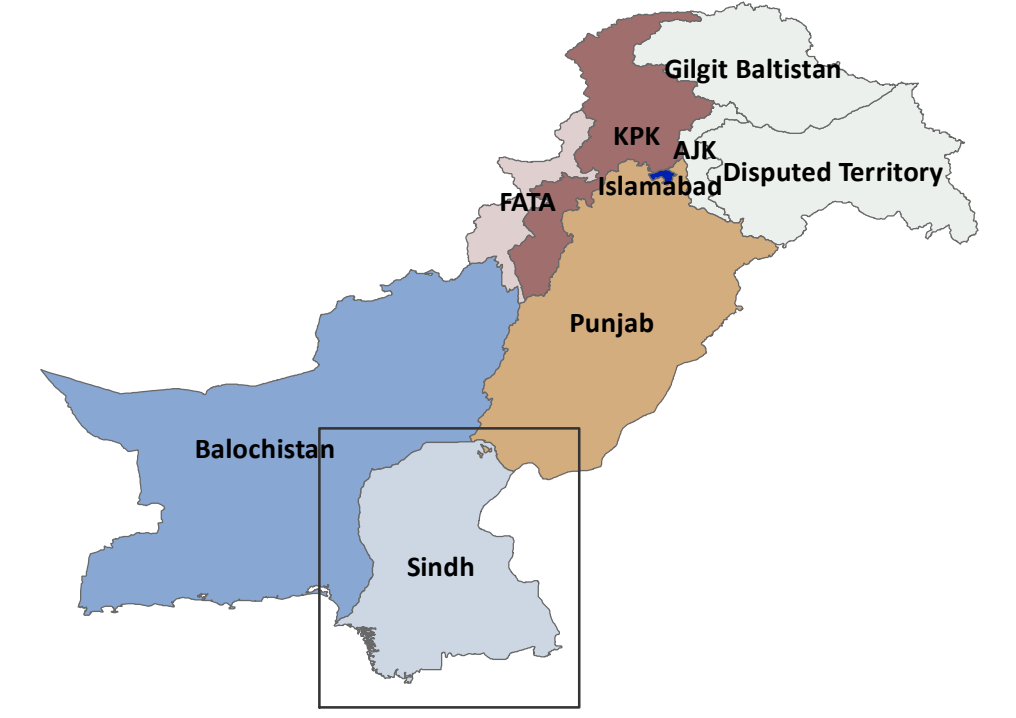 Gilgit Baltistan
KPK
AJK
Disputed Territory
Islamabad
FATA
Punjab
Balochistan
Sindh